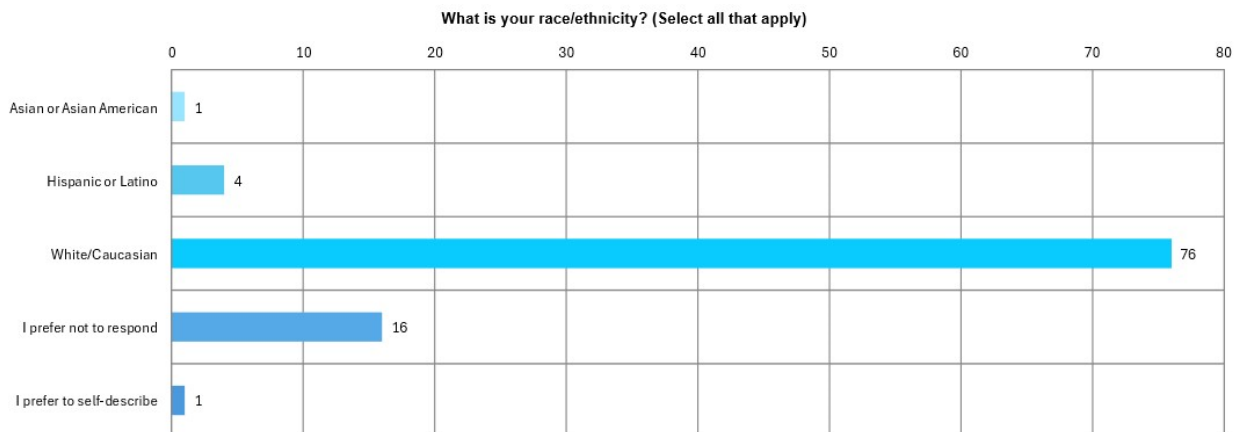 What is your race/ethnicity? (Select all that apply)
0 10 20 30 40 50 60 70 80
Asian or Asian American 1
Hispanic or Latino 4
White/Caucasian 76
I prefer not to respond 16
I prefer to self-describe 1